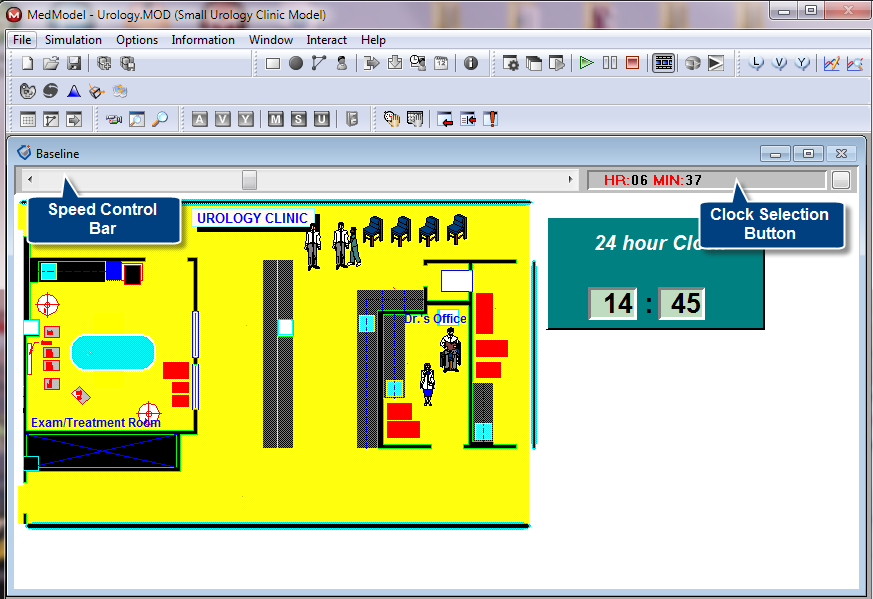 MedModel - Urology.MOD (Small Urology Clinic Model)
File Simulation Options Information Window Interact Help
L V Y
A V Y M S U
Baseline
HR:06 MIN:37
Speed Control
Bar
Clock Selection
Button
UROLOGY CLINIC
24 hour Clo
14 : 45
Dr.'s Office
Exam/Treatment Room